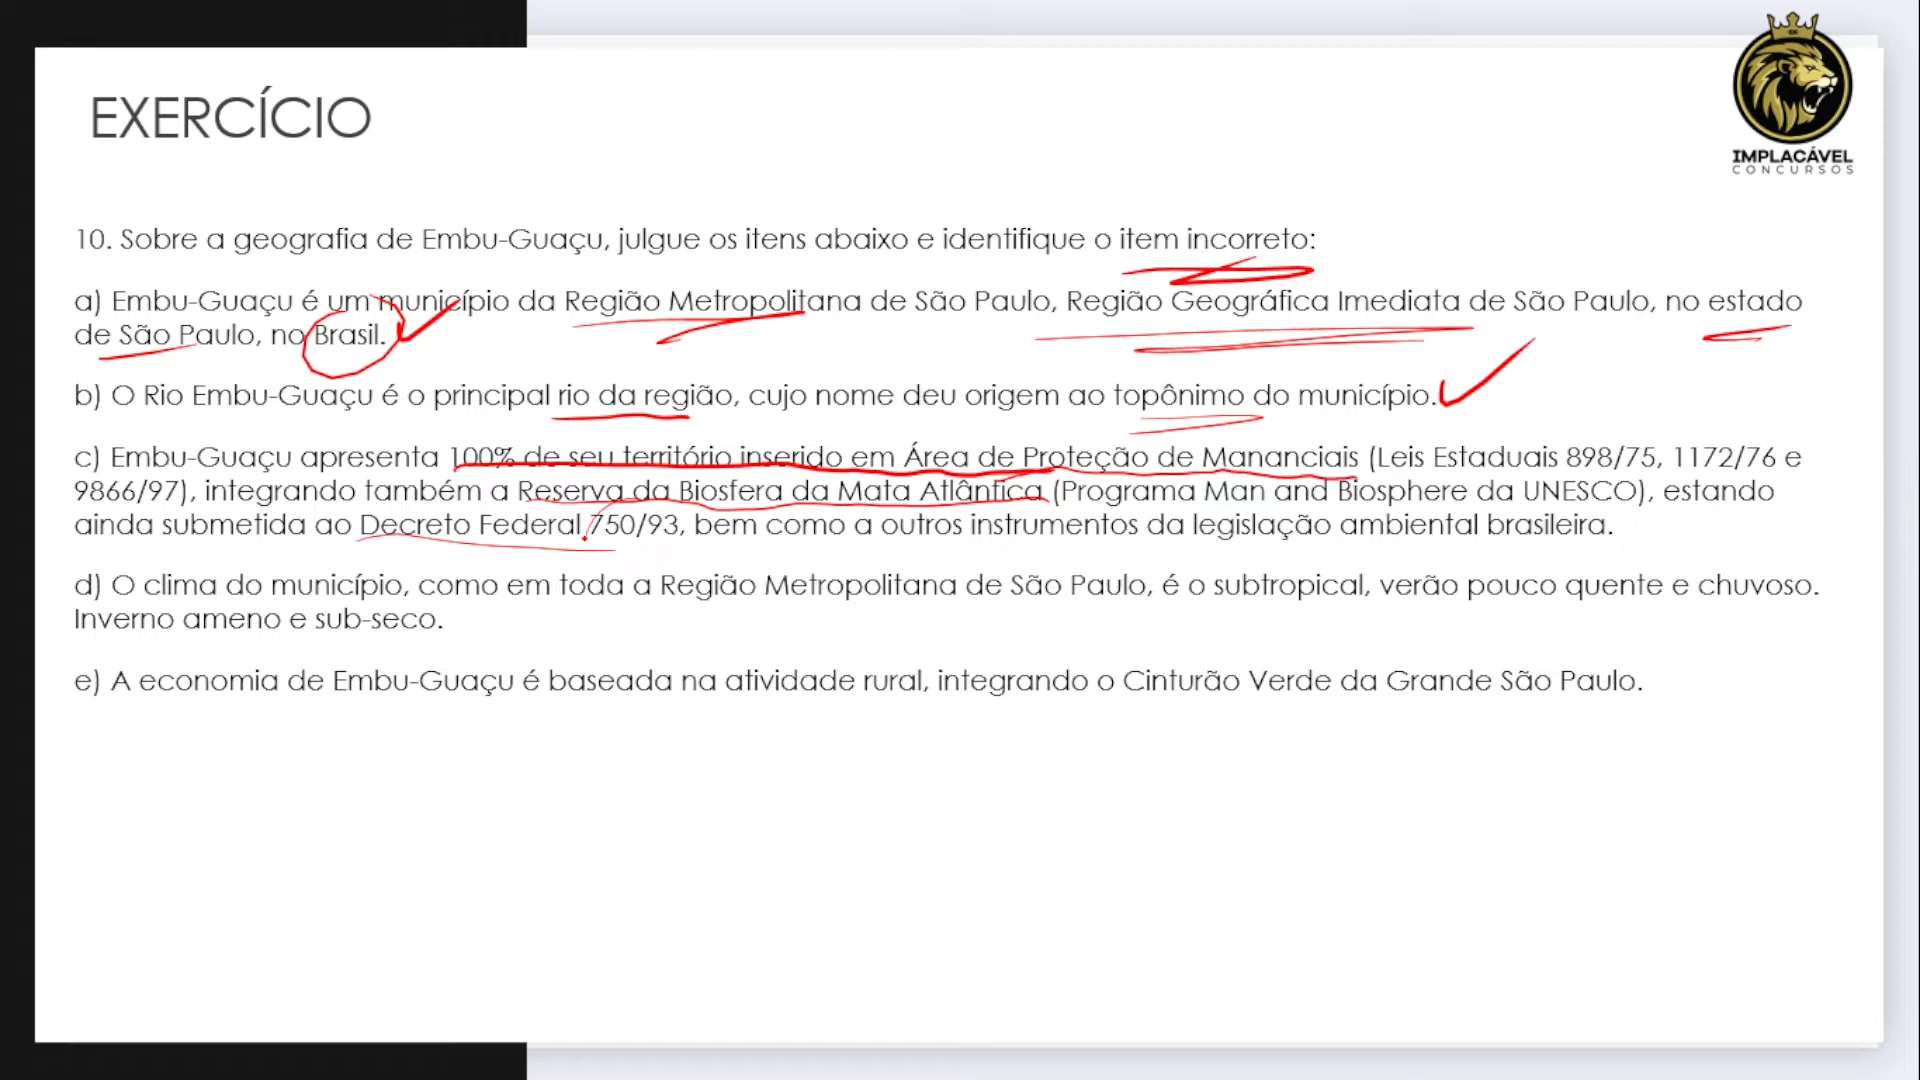 IMPLACÁVEL
CONCURSOS
EXERCÍCIO
10. Sobre a geografia de Embu-Guaçu, julgue os itens abaixo e identifique o item incorreto:
a) Embu-Guaçu é um município da Região Metropolitana de São Paulo, Região Geográfica Imediata de São Paulo, no estado
de São Paulo, no Brasil.
b) O Rio Embu-Guaçu é o principal rio da região, cujo nome deu origem ao topônimo do município.
c) Embu-Guaçu apresenta 100% de seu território inserido em Área de Proteção de Mananciais (Leis Estaduais 898/75, 1172/76 e
9866/97), integrando também a Reserva da Biosfera da Mata Atlântica (Programa Man and Biosphere da UNESCO), estando
ainda submetida ao Decreto Federal 750/93, bem como a outros instrumentos da legislação ambiental brasileira.
d) O clima do município, como em toda a Região Metropolitana de São Paulo, é o subtropical, verão pouco quente e chuvoso.
Inverno ameno e sub-seco.
e) A economia de Embu-Guaçu é baseada na atividade rural, integrando o Cinturão Verde da Grande São Paulo.